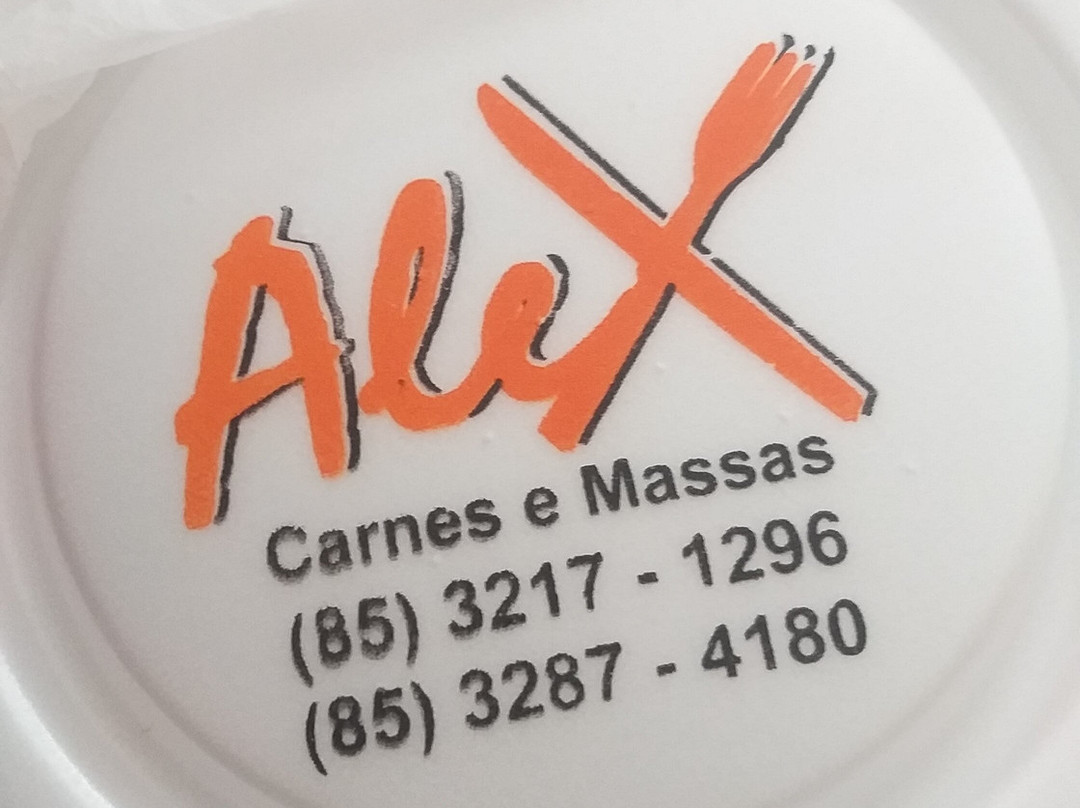 Alex
Carnes e Massas
(85) 3217 - 1296
(85) 3287 - 4180